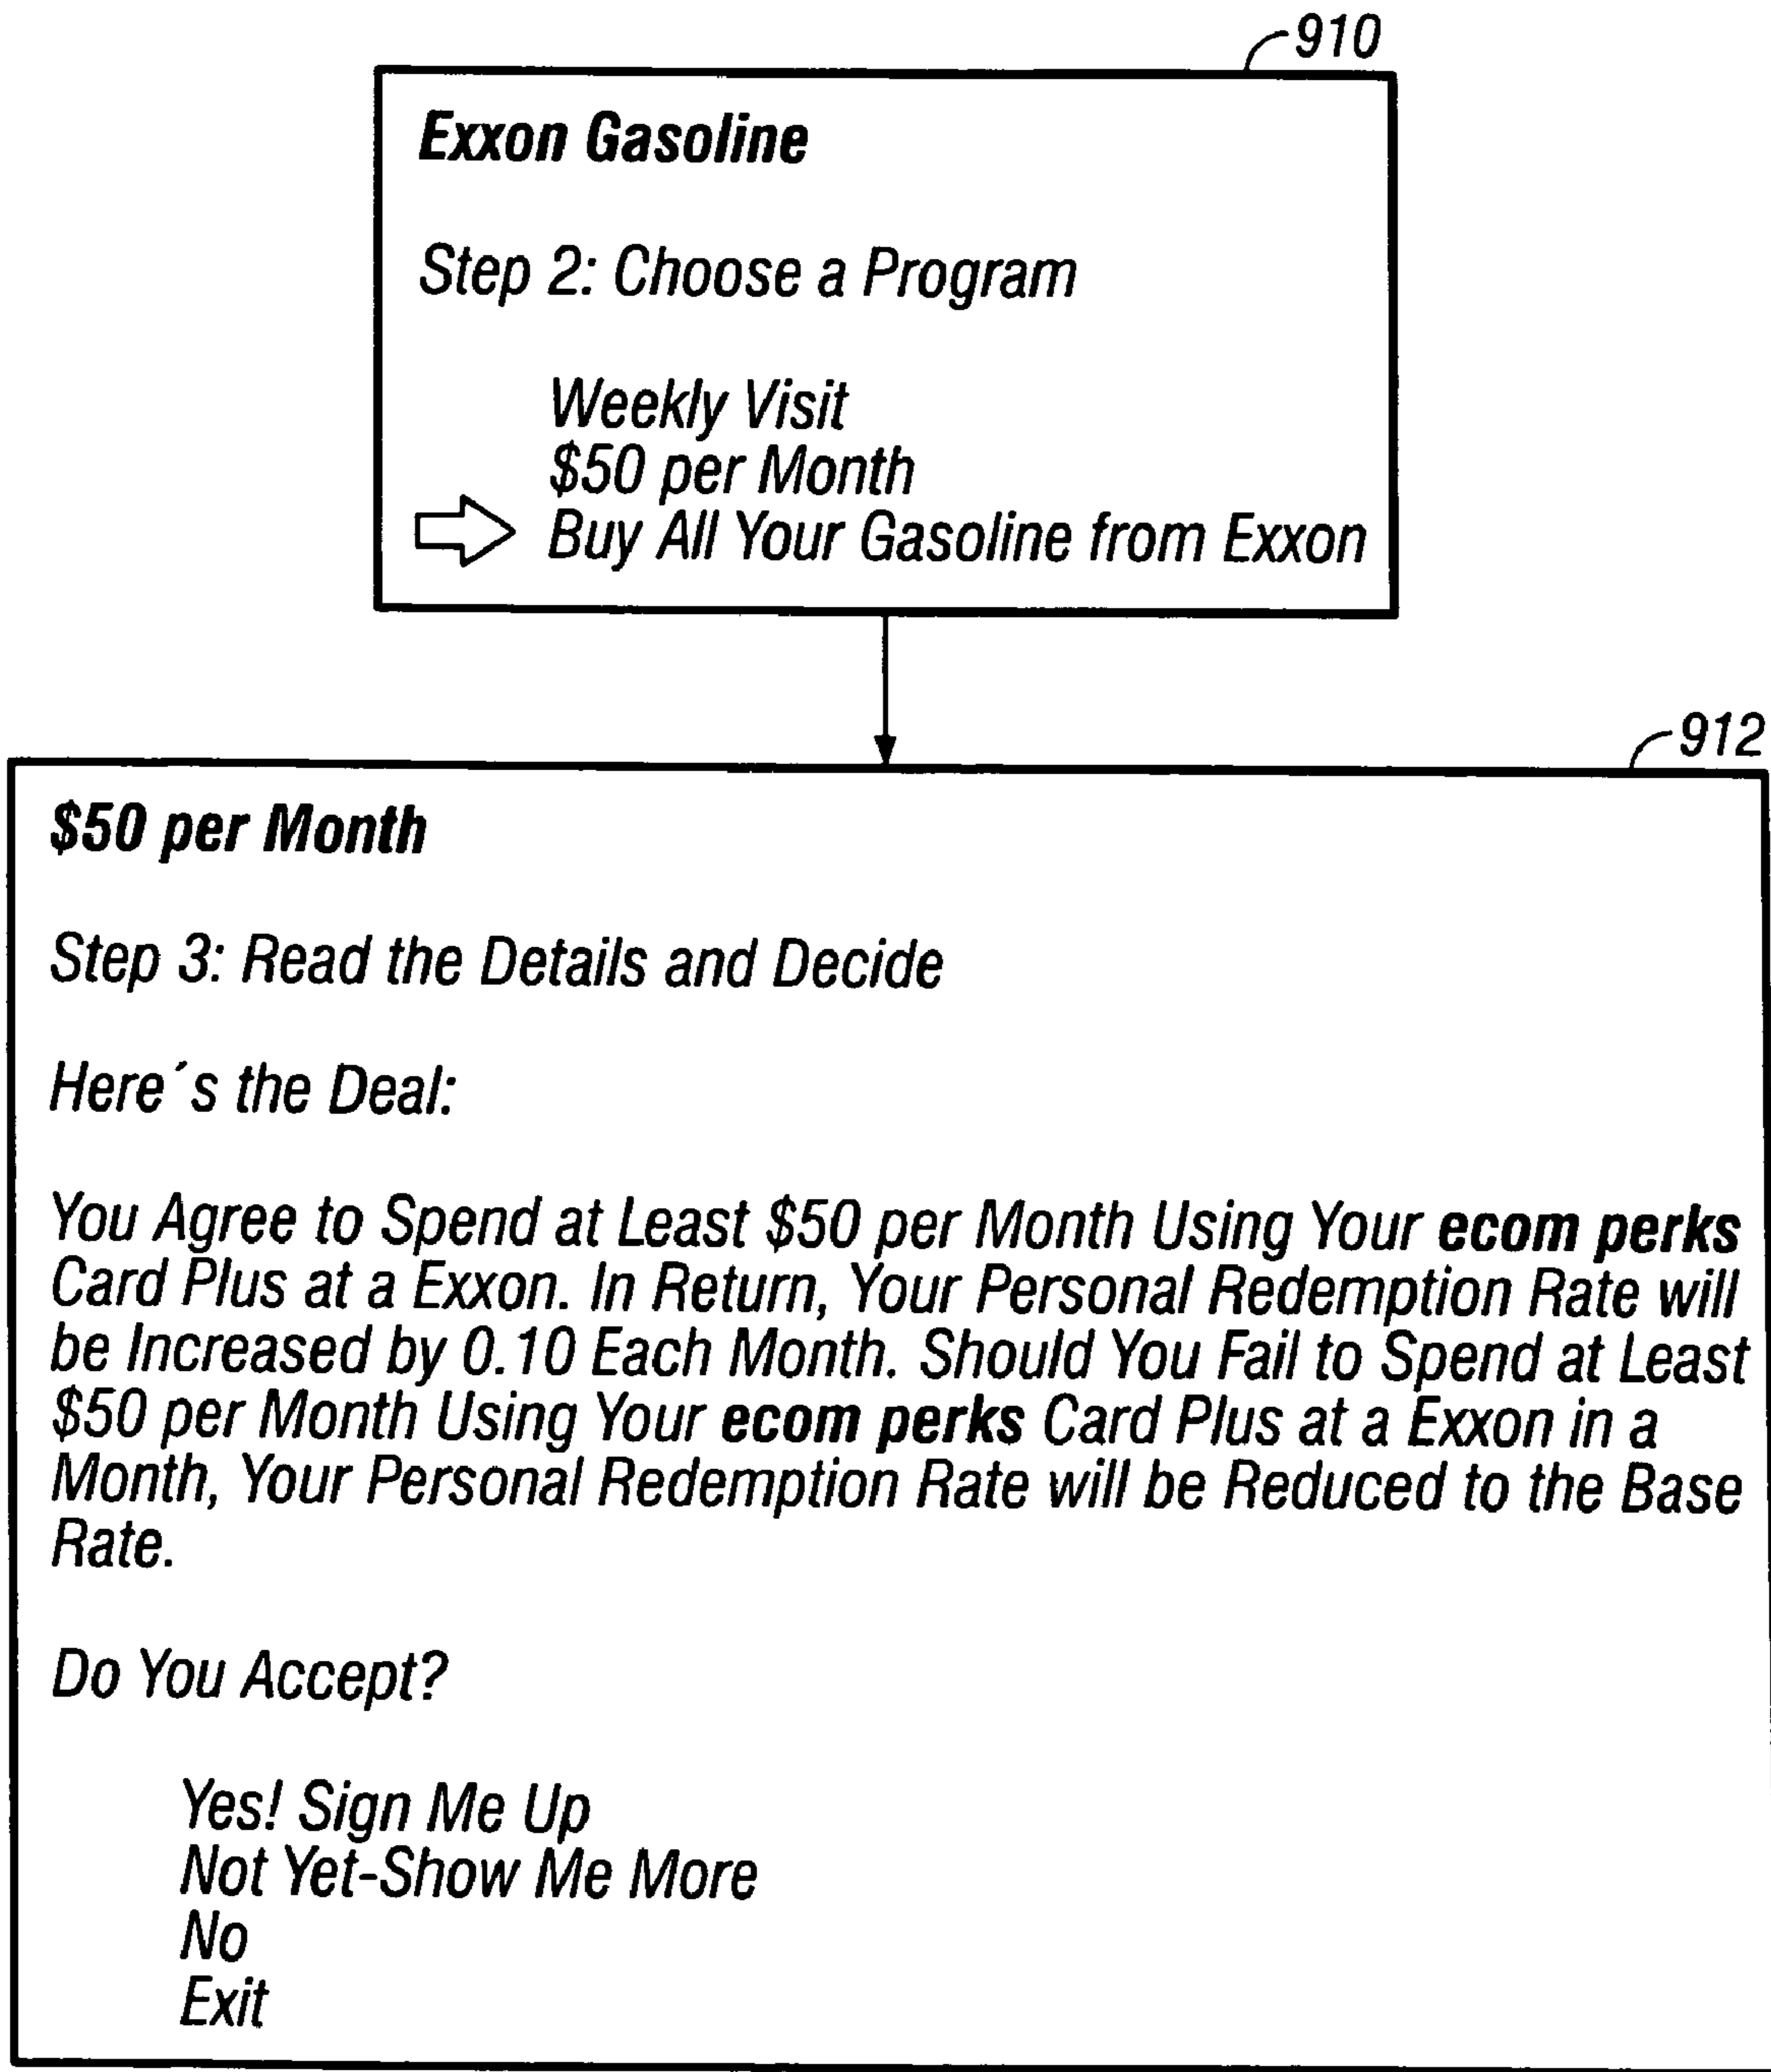 910
Exxon Gasoline
Step 2: Choose a Program
Weekly Visit
$50 per Month
Buy All Your Gasoline from Exxon
912
$50 per Month
Step 3: Read the Details and Decide
Here´s the Deal:
You Agree to Spend at Least $50 per Month Using Your ecom perks
Card Plus at a Exxon. In Return, Your Personal Redemption Rate will
be Increased by 0.10 Each Month. Should You Fail to Spend at Least
$50 per Month Using Your ecom perks Card Plus at a Exxon in a
Month, Your Personal Redemption Rate will be Reduced to the Base
Rate.
Do You Accept?
Yes! Sign Me Up
Not Yet-Show Me More
No
Exit